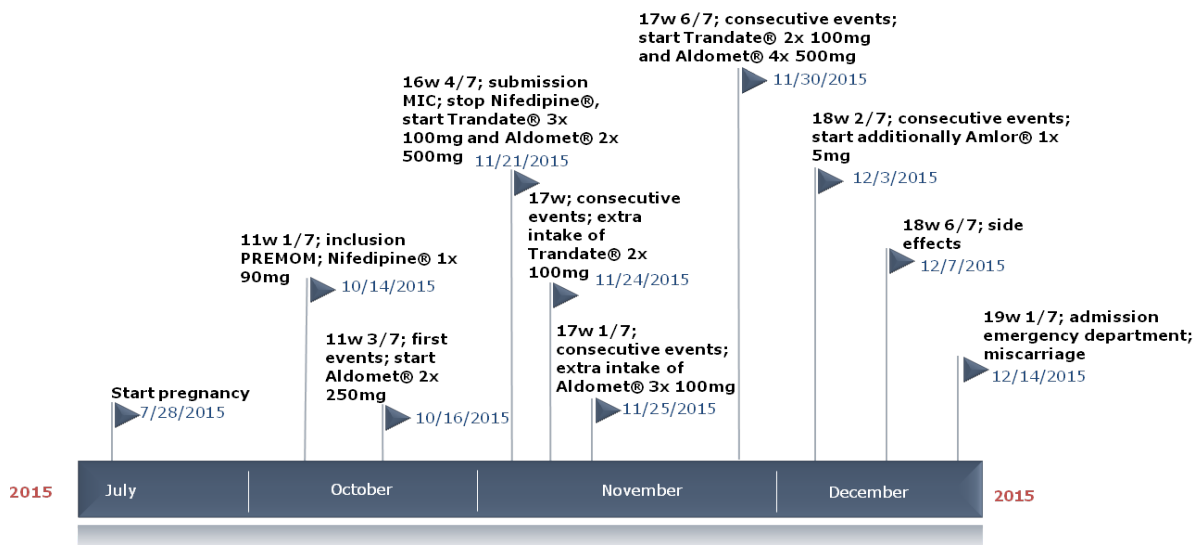 Start pregnancy
7/28/2015
11w 1/7; inclusion
PREMOM; Nifedipine® 1x
90mg
10/14/2015
11w 3/7; first
events; start
Aldomet® 2x
250mg
10/16/2015
16w 4/7; submission
MIC; stop Nifedipine®,
start Trandate® 3x
100mg and Aldomet® 2x
500mg
11/21/2015
17w; consecutive
events; extra
intake of
Trandate® 2x
100mg
11/24/2015
17w 1/7;
consecutive events;
extra intake of
Aldomet® 3x 100mg
11/25/2015
17w 6/7; consecutive events;
start Trandate® 2x 100mg
and Aldomet® 4x 500mg
11/30/2015
18w 2/7; consecutive events;
start additionally Amlor® 1x
5mg
12/3/2015
18w 6/7; side
effects
12/7/2015
19w 1/7; admission
emergency department;
miscarriage
12/14/2015
2015
July
October
November
December
2015